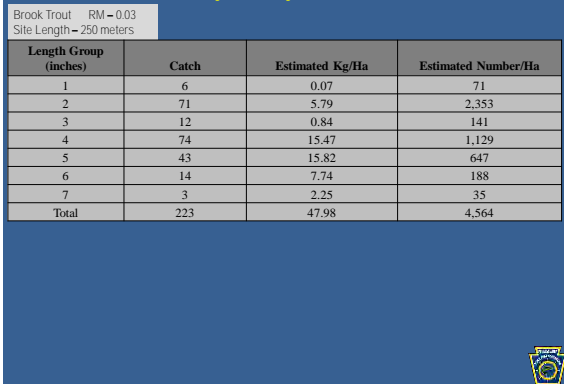 Brook Trout RM – 0.03
Site Length – 250 meters
Length Group (inches) Catch Estimated Kg/Ha Estimated Number/Ha
1 6 0.07 71
2 71 5.79 2,353
3 12 0.84 141
4 74 15.47 1,129
5 43 15.82 647
6 14 7.74 188
7 3 2.25 35
Total 223 47.98 4,564